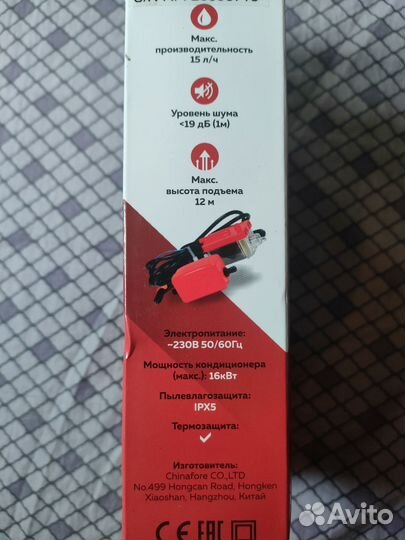 Макс.
производительность
15 л/ч
Уровень шума
<19 дБ (1м)
Макс.
высота подъема
12 м
Электропитание:
~230В 50/60Гц
Мощность кондиционера
(макс.): 16кВт
Пылевлагозащита:
IPX5
Термозащита:
Изготовитель:
Chinafore CO.,LTD
No.499 Hongcan Road, Hongken
Xiaoshan, Hangzhou, Китай
CE EAC
Avito